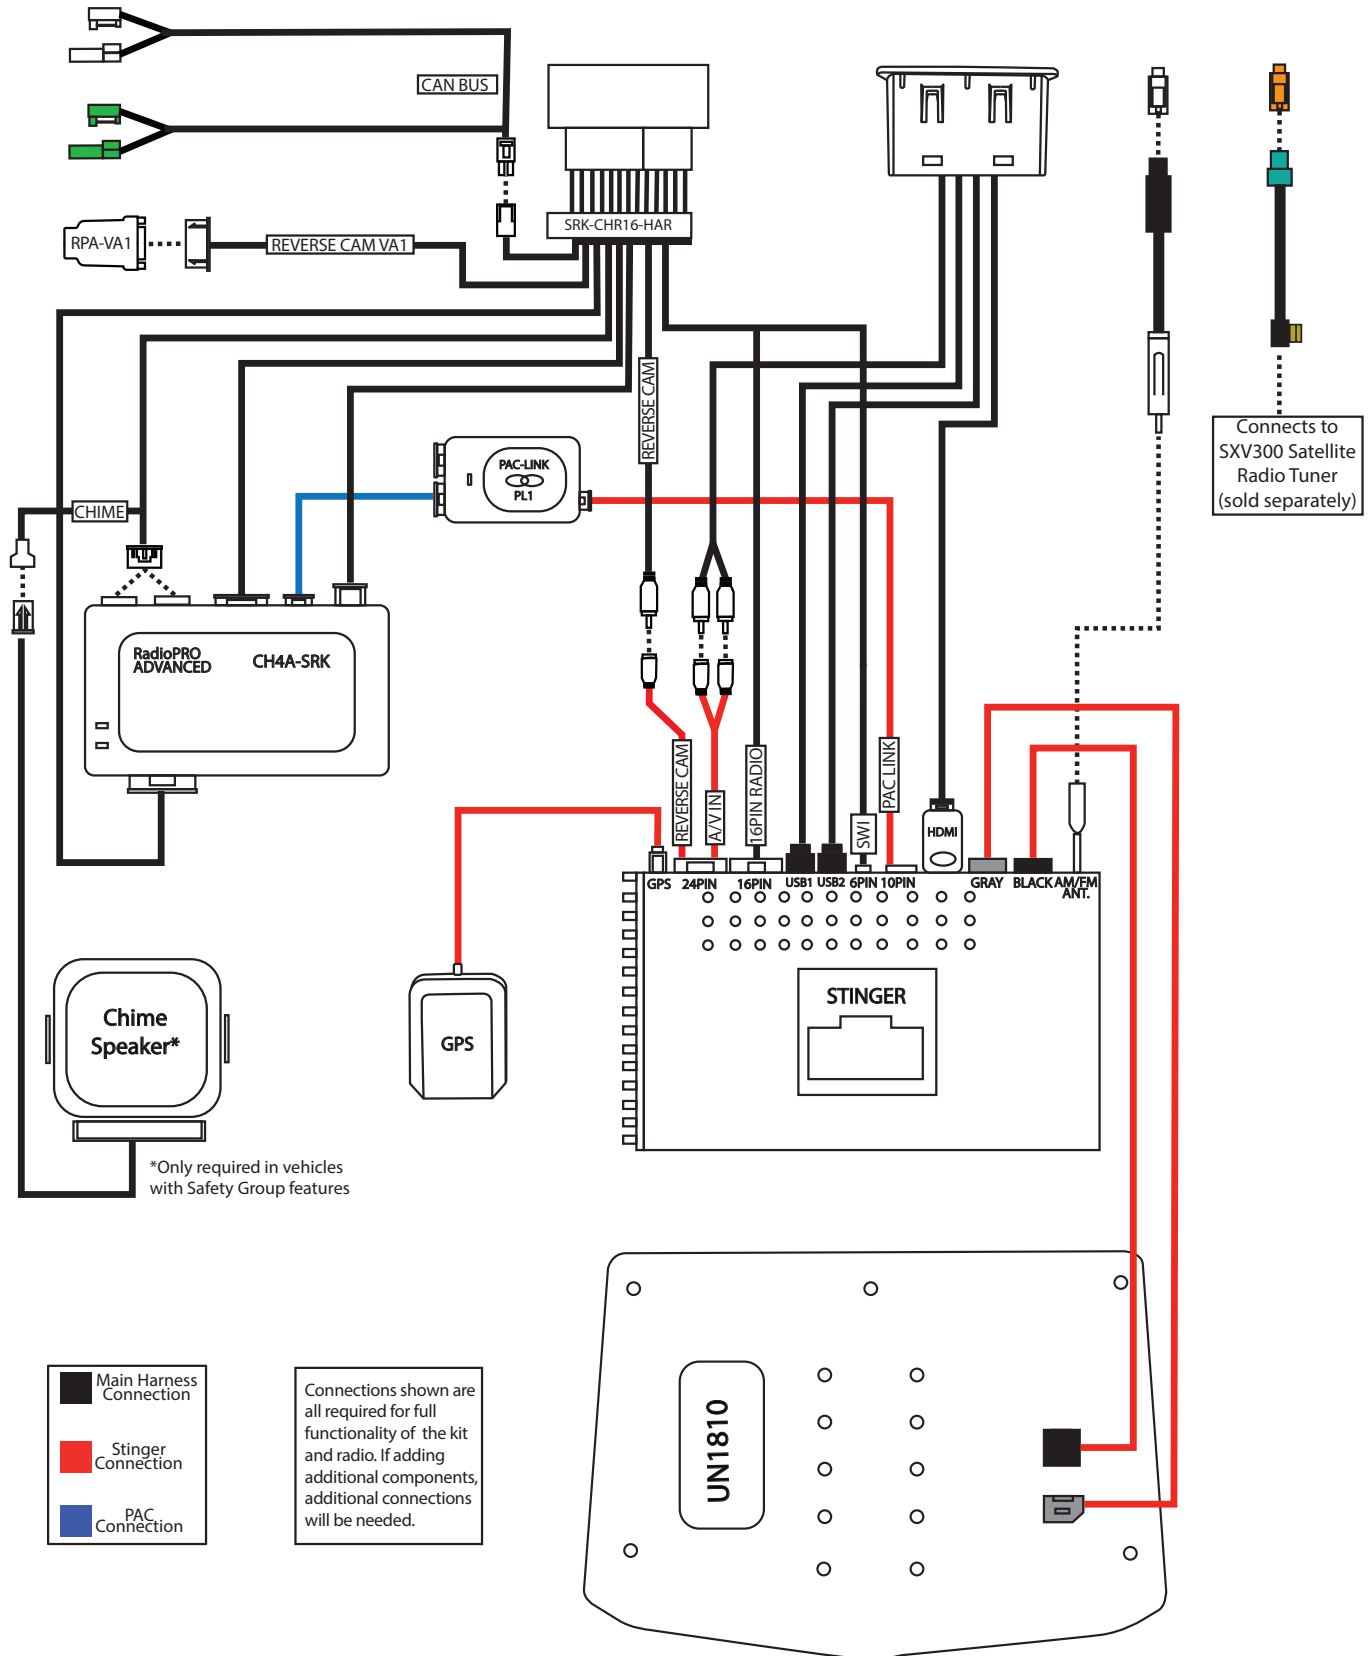 CAN BUS
RPA-VA1
REVERSE CAM VA1
SRK-CHR16-HAR
REVERSE CAM
Connects to
SXV300 Satellite
Radio Tuner
(sold separately)
PAC-LINK
PL1
CHIME
RadioPRO
ADVANCED
CH4A-SRK
REVERSE CAM
A/V IN
16PIN RADIO
SWI
PAC LINK
HDMI
GPS
24PIN
16PIN
USB1
USB2
6PIN
10PIN
GRAY
BLACK
AM/FM
ANT.
STINGER
GPS
Chime
Speaker*
*Only required in vehicles
with Safety Group features
Main Harness
Connection
Stinger
Connection
PAC
Connection
Connections shown are
all required for full
functionality of the kit
and radio. If adding
additional components,
additional connections
will be needed.
UN1810